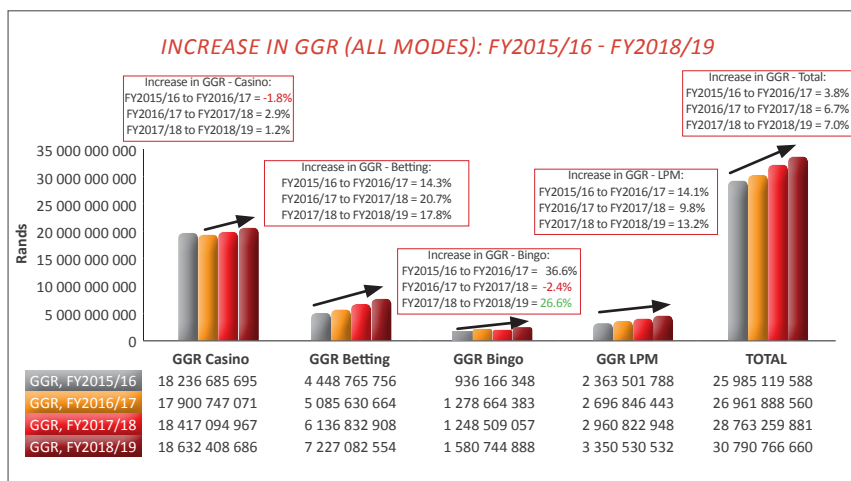 INCREASE IN GGR (ALL MODES): FY2015/16 - FY2018/19
Increase in GGR - Casino:
FY2015/16 to FY2016/17 = -1.8%
FY2016/17 to FY2017/18 = 2.9%
FY2017/18 to FY2018/19 = 1.2%
Increase in GGR - Total:
FY2015/16 to FY2016/17 = 3.8%
FY2016/17 to FY2017/18 = 6.7%
FY2017/18 to FY2018/19 = 7.0%
Increase in GGR - Betting:
FY2015/16 to FY2016/17 = 14.3%
FY2016/17 to FY2017/18 = 20.7%
FY2017/18 to FY2018/19 = 17.8%
Increase in GGR - LPM:
FY2015/16 to FY2016/17 = 14.1%
FY2016/17 to FY2017/18 = 9.8%
FY2017/18 to FY2018/19 = 13.2%
Increase in GGR - Bingo:
FY2015/16 to FY2016/17 = 36.6%
FY2016/17 to FY2017/18 = -2.4%
FY2017/18 to FY2018/19 = 26.6%
Rands
35 000 000 000
30 000 000 000
25 000 000 000
20 000 000 000
15 000 000 000
10 000 000 000
5 000 000 000
0
GGR Casino GGR Betting GGR Bingo GGR LPM TOTAL
GGR, FY2015/16 18 236 685 695 4 448 765 756 936 166 348 2 363 501 788 25 985 119 588
GGR, FY2016/17 17 900 747 071 5 085 630 664 1 278 664 383 2 696 846 443 26 961 888 560
GGR, FY2017/18 18 417 094 967 6 136 832 908 1 248 509 057 2 960 822 948 28 763 259 881
GGR, FY2018/19 18 632 408 686 7 227 082 554 1 580 744 888 3 350 530 532 30 790 766 660